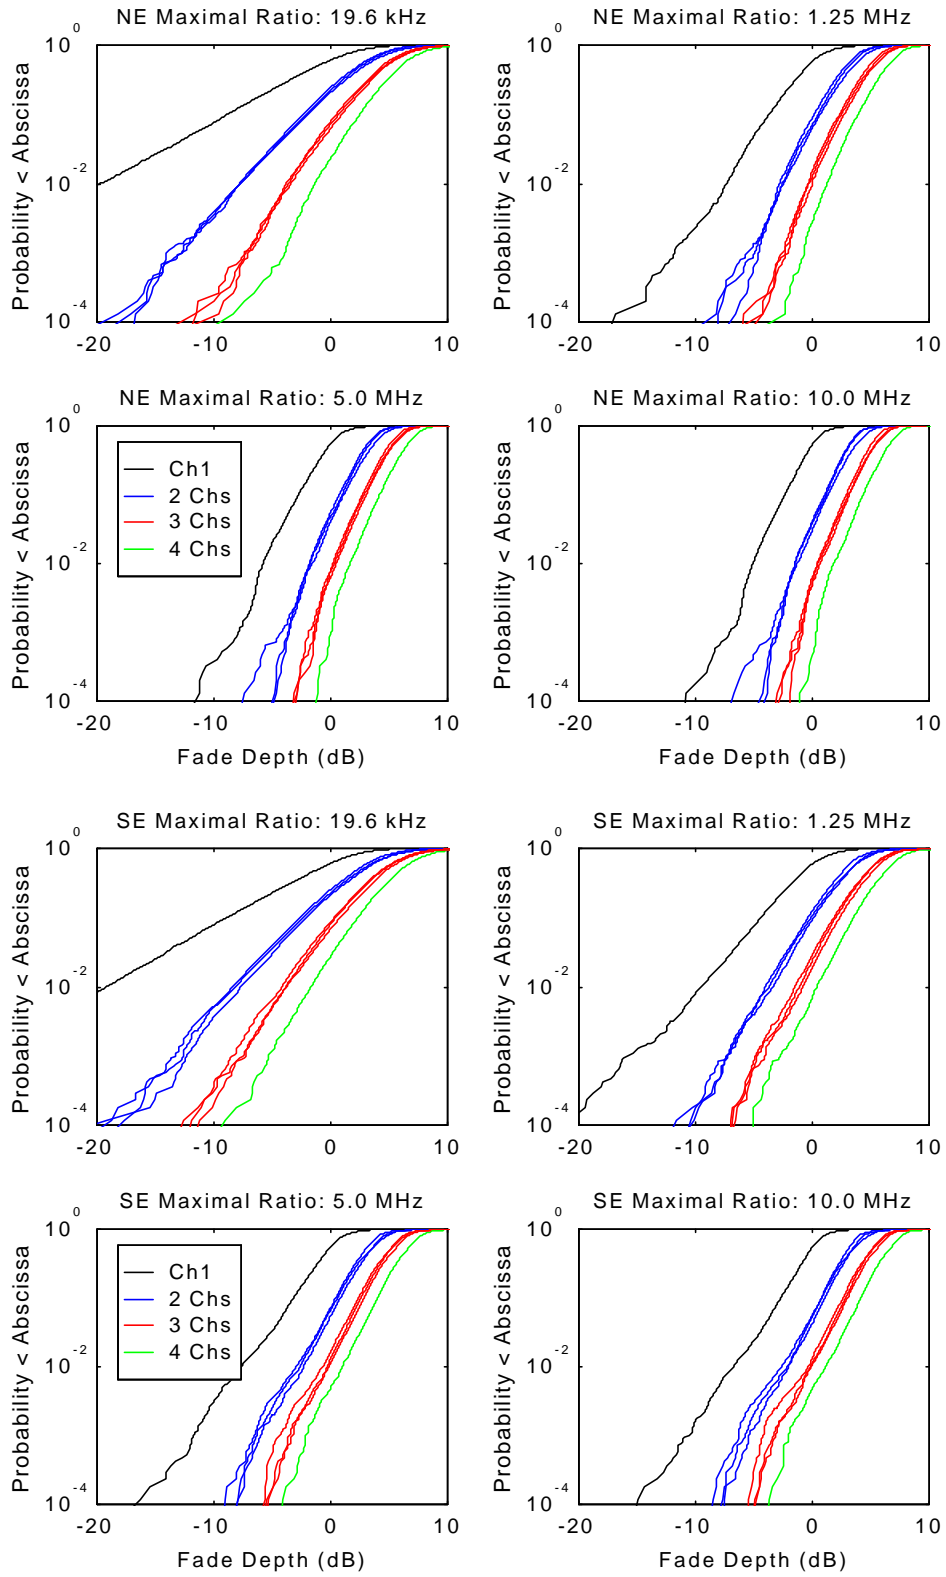 NE Maximal Ratio: 19.6 kHz
NE Maximal Ratio: 1.25 MHz
Probability < Abscissa
10 0
10 -2
10 -4
-20 -10 0 10
Probability < Abscissa
10 0
10 -2
10 -4
-20 -10 0 10
NE Maximal Ratio: 5.0 MHz
NE Maximal Ratio: 10.0 MHz
Probability < Abscissa
10 0
10 -2
10 -4
Ch1
2 Chs
3 Chs
4 Chs
-20 -10 0 10
Fade Depth (dB)
Probability < Abscissa
10 0
10 -2
10 -4
-20 -10 0 10
Fade Depth (dB)
SE Maximal Ratio: 19.6 kHz
SE Maximal Ratio: 1.25 MHz
Probability < Abscissa
10 0
10 -2
10 -4
-20 -10 0 10
Probability < Abscissa
10 0
10 -2
10 -4
-20 -10 0 10
SE Maximal Ratio: 5.0 MHz
SE Maximal Ratio: 10.0 MHz
Probability < Abscissa
10 0
10 -2
10 -4
Ch1
2 Chs
3 Chs
4 Chs
-20 -10 0 10
Fade Depth (dB)
Probability < Abscissa
10 0
10 -2
10 -4
-20 -10 0 10
Fade Depth (dB)